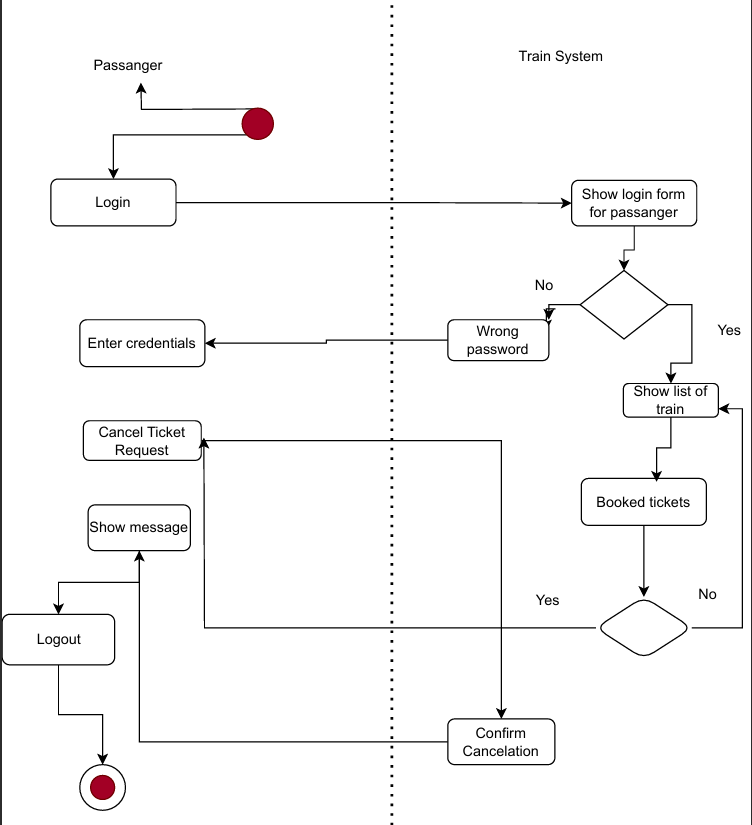 Train System
Passanger
Login
Show login form
for passanger
No
Yes
Wrong
password
Enter credentials
Show list of
train
Cancel Ticket
Request
Booked tickets
Show message
Yes
No
Logout
Confirm
Cancelation